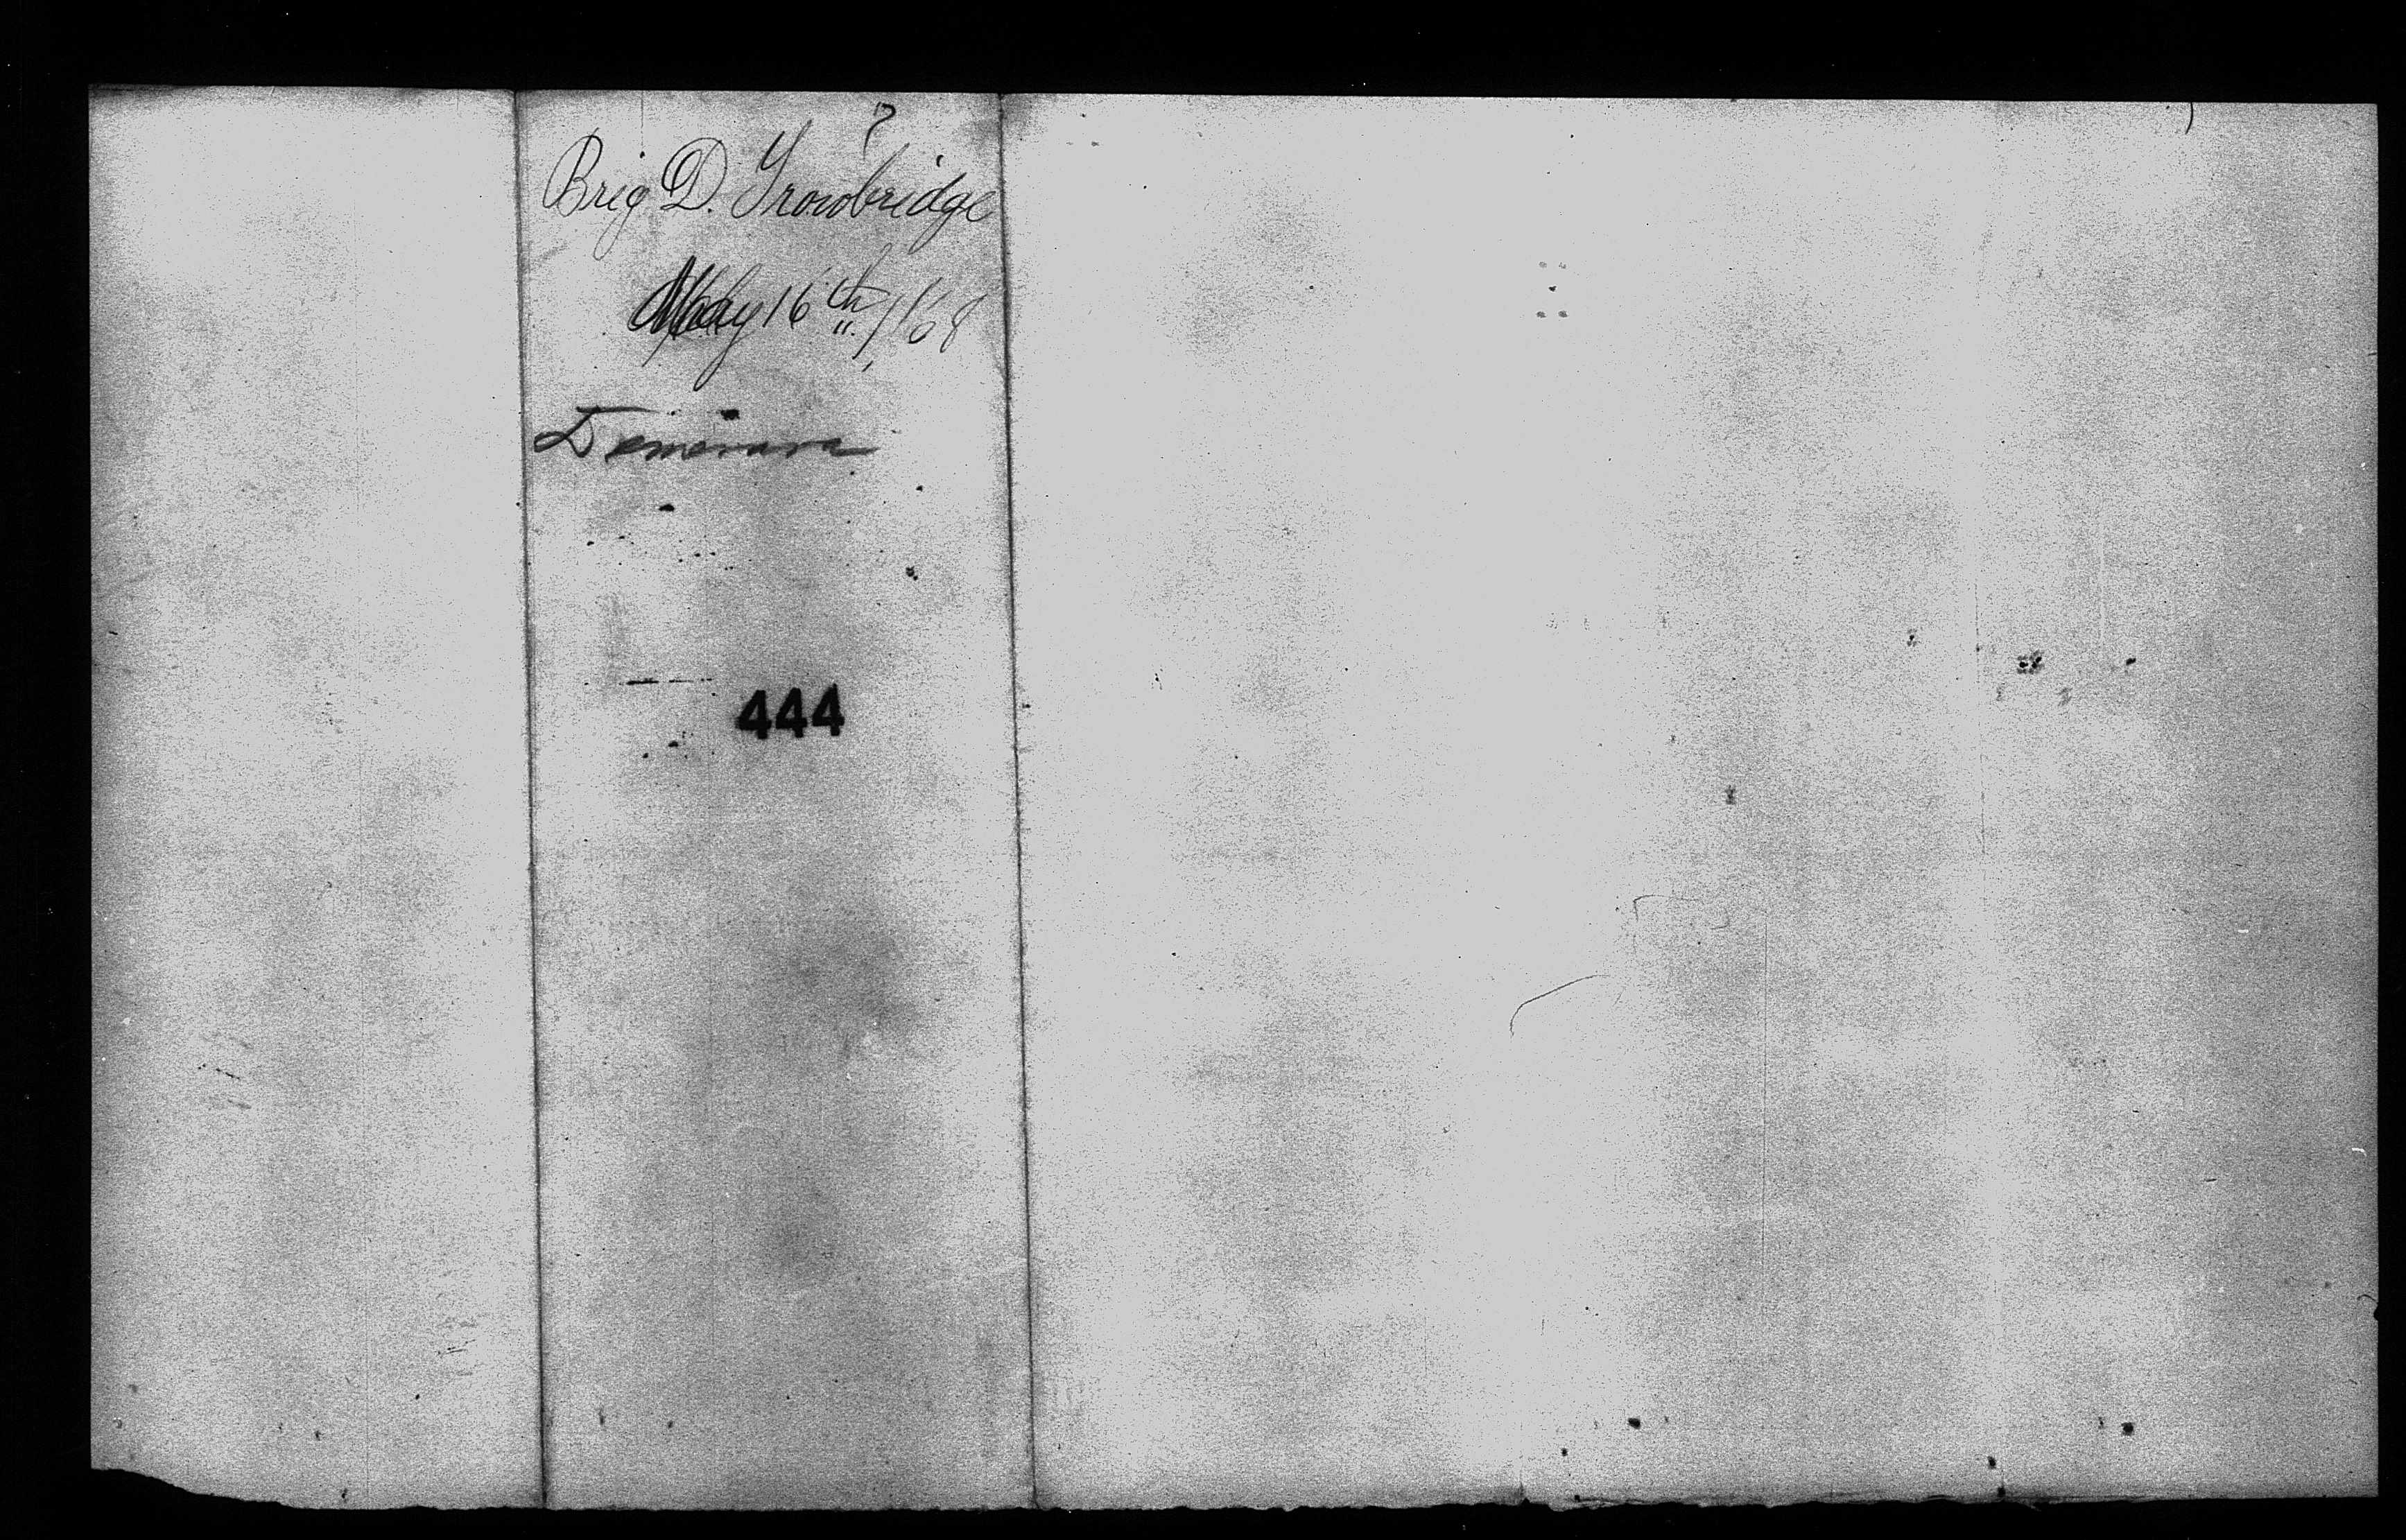 Brig D. Trowbridge
May 16th /68
Demerara
444